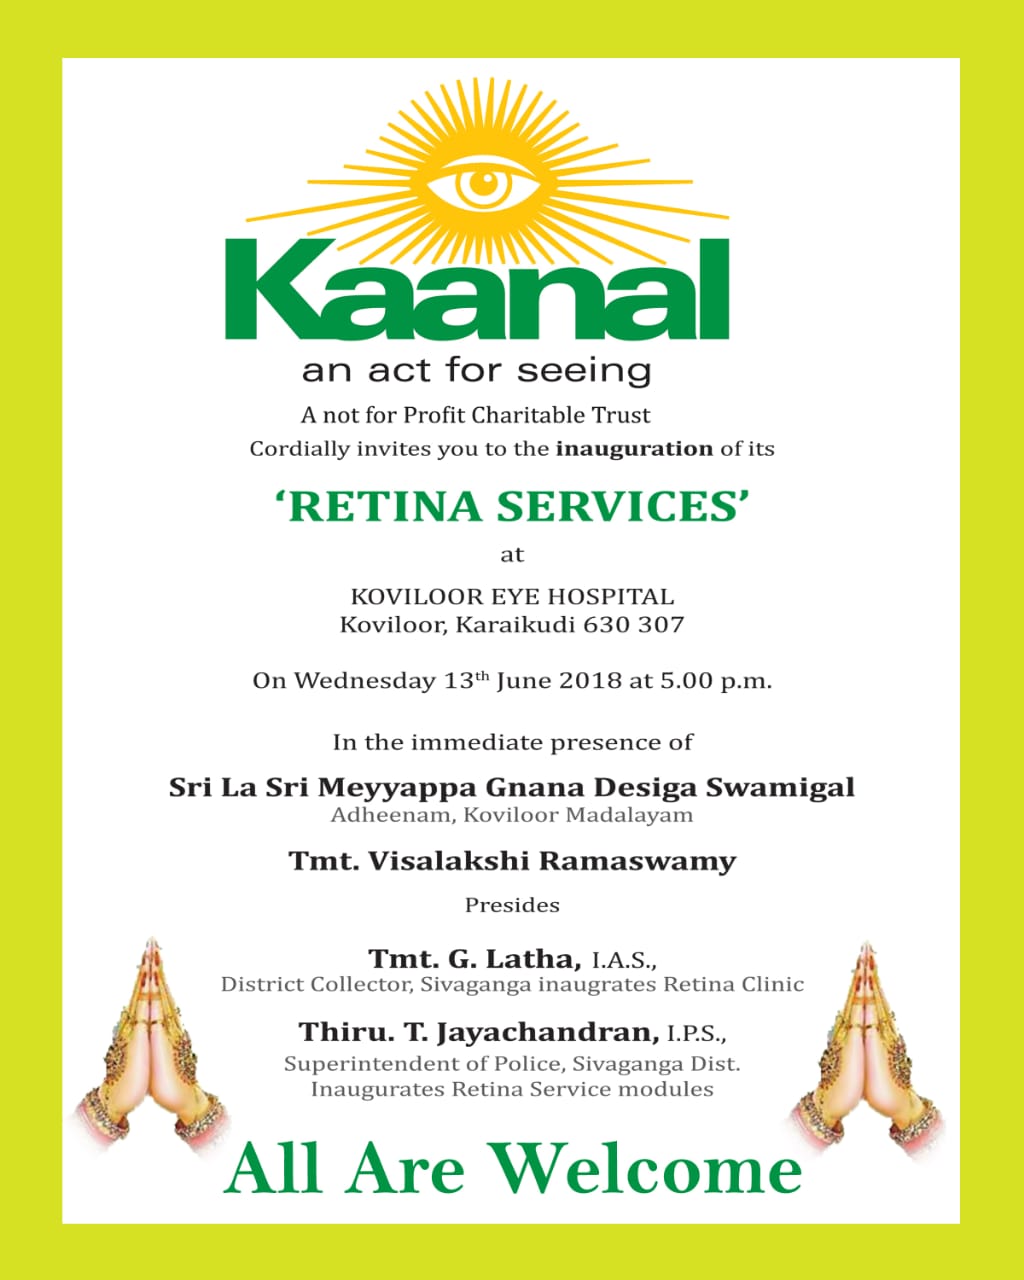 Kaanal
an act for seeing
A not for Profit Charitable Trust
Cordially invites you to the inauguration of its
‘RETINA SERVICES’
at
KOVILOOR EYE HOSPITAL
Koviloor, Karaikudi 630 307
On Wednesday 13th June 2018 at 5.00 p.m.
In the immediate presence of
Sri La Sri Meyyappa Gnana Desiga Swamigal
Adheenam, Koviloor Madalayam
Tmt. Visalakshi Ramaswamy
Presides
Tmt. G. Latha, I.A.S.,
District Collector, Sivaganga inaugrates Retina Clinic
Thiru. T. Jayachandran, I.P.S.,
Superintendent of Police, Sivaganga Dist.
Inaugurates Retina Service modules
All Are Welcome